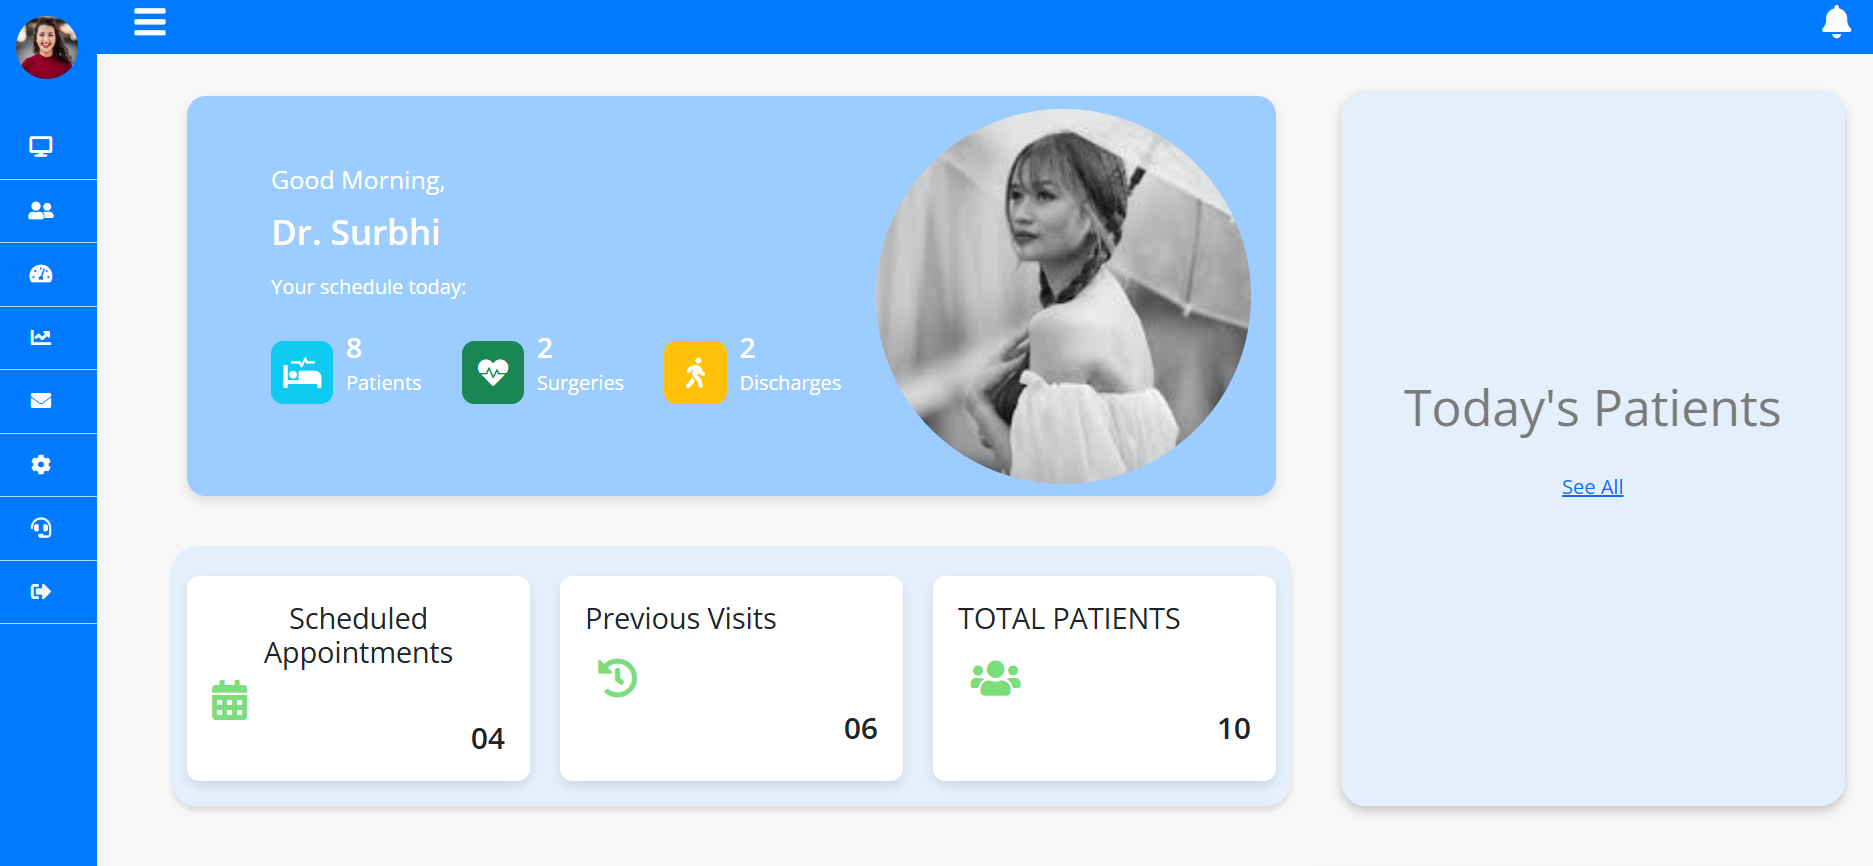 Good Morning,
Dr. Surbhi
Your schedule today:
8
Patients
2
Surgeries
2
Discharges
Today's Patients
See All
Scheduled
Appointments
04
Previous Visits
06
TOTAL PATIENTS
10